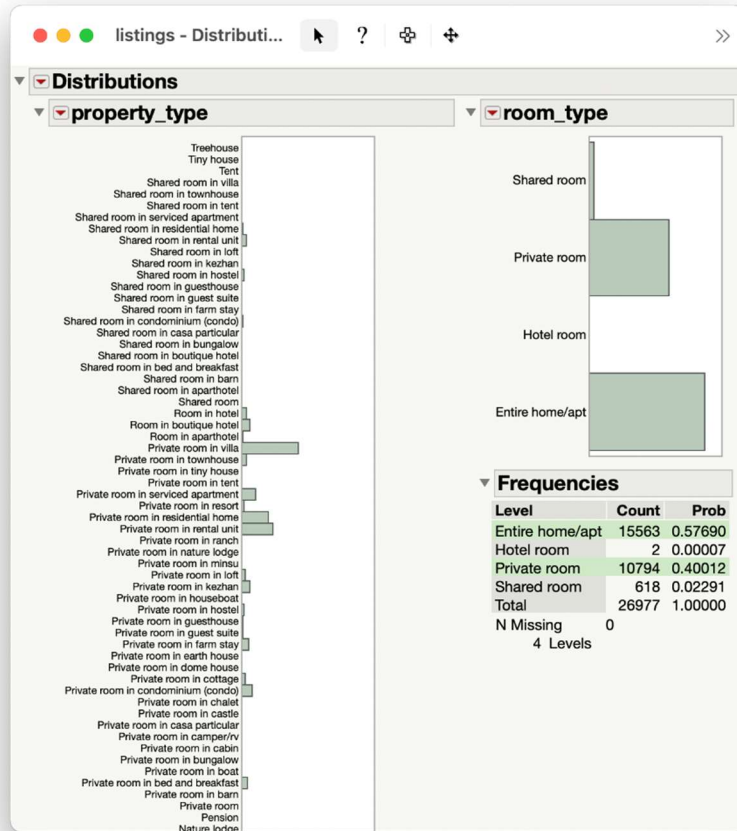 listings - Distributi...
Distributions
property_type
Treehouse
Tiny house
Tent
Shared room in villa
Shared room in townhouse
Shared room in tent
Shared room in serviced apartment
Shared room in residential home
Shared room in rental unit
Shared room in loft
Shared room in kezhan
Shared room in hostel
Shared room in guesthouse
Shared room in guest suite
Shared room in farm stay
Shared room in condominium (condo)
Shared room in casa particular
Shared room in bungalow
Shared room in boutique hotel
Shared room in bed and breakfast
Shared room in barn
Shared room in aparthotel
Shared room
Room in hotel
Room in boutique hotel
Room in aparthotel
Private room in villa
Private room in townhouse
Private room in tiny house
Private room in tent
Private room in serviced apartment
Private room in resort
Private room in residential home
Private room in rental unit
Private room in ranch
Private room in nature lodge
Private room in minsu
Private room in loft
Private room in kezhan
Private room in houseboat
Private room in hostel
Private room in guesthouse
Private room in guest suite
Private room in farm stay
Private room in earth house
Private room in dome house
Private room in cottage
Private room in condominium (condo)
Private room in chalet
Private room in castle
Private room in casa particular
Private room in camper/rv
Private room in cabin
Private room in bungalow
Private room in boat
Private room in bed and breakfast
Private room in barn
Private room
Pension
Nature lodge
room_type
Shared room
Private room
Hotel room
Entire home/apt
Frequencies
Level Count Prob
Entire home/apt 15563 0.57690
Hotel room 2 0.00007
Private room 10794 0.40012
Shared room 618 0.02291
Total 26977 1.00000
N Missing 0
4 Levels